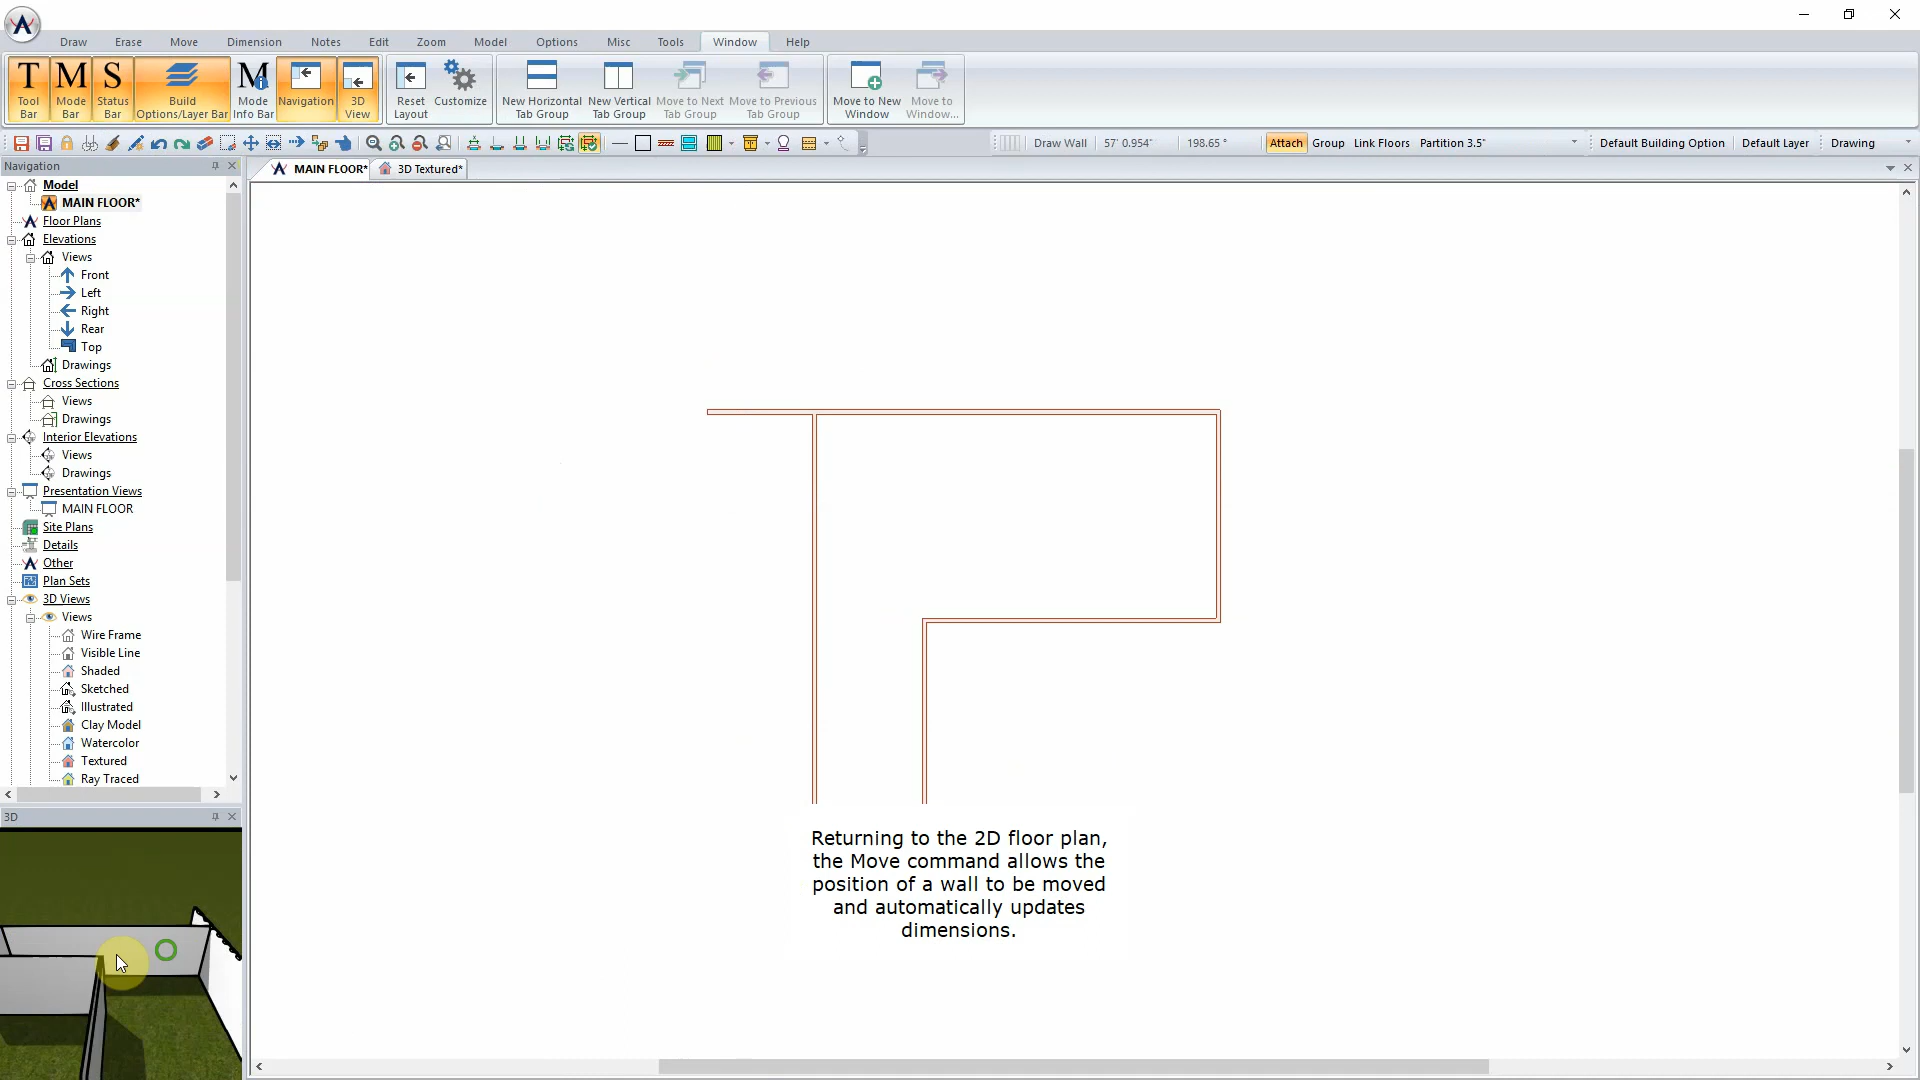 Draw Erase Move Dimension Notes Edit Zoom Model Options Misc Tools Window Help
T M S M
Tool Bar
Mode Bar
Status Bar
Build Options/Layer Bar
Mode Info Bar
Navigation
3D View
Reset Layout
Customize
New Horizontal Tab Group
New Vertical Tab Group
Move to Next Tab Group
Move to Previous Tab Group
Move to New Window
Move to Window...
Draw Wall 57' 0.954" 198.65 ° Attach Group Link Floors Partition 3.5" Default Building Option Default Layer Drawing
Navigation
MAIN FLOOR* 3D Textured*
Model
MAIN FLOOR*
Floor Plans
Elevations
Views
Front
Left
Right
Rear
Top
Drawings
Cross Sections
Views
Drawings
Interior Elevations
Views
Drawings
Presentation Views
MAIN FLOOR
Site Plans
Details
Other
Plan Sets
3D Views
Views
Wire Frame
Visible Line
Shaded
Sketched
Illustrated
Clay Model
Watercolor
Textured
Ray Traced
3D
Returning to the 2D floor plan,
the Move command allows the
position of a wall to be moved
and automatically updates
dimensions.